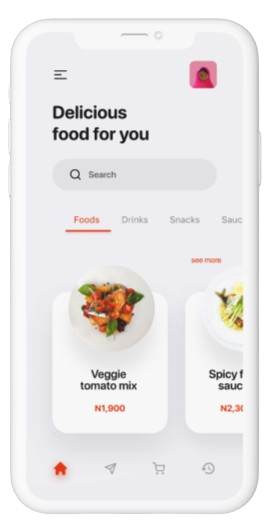 Delicious
food for you
Search
Foods Drinks Snacks Sauc
see more
Veggie
tomato mix
N1,900
Spicy f
sauc
N2,30